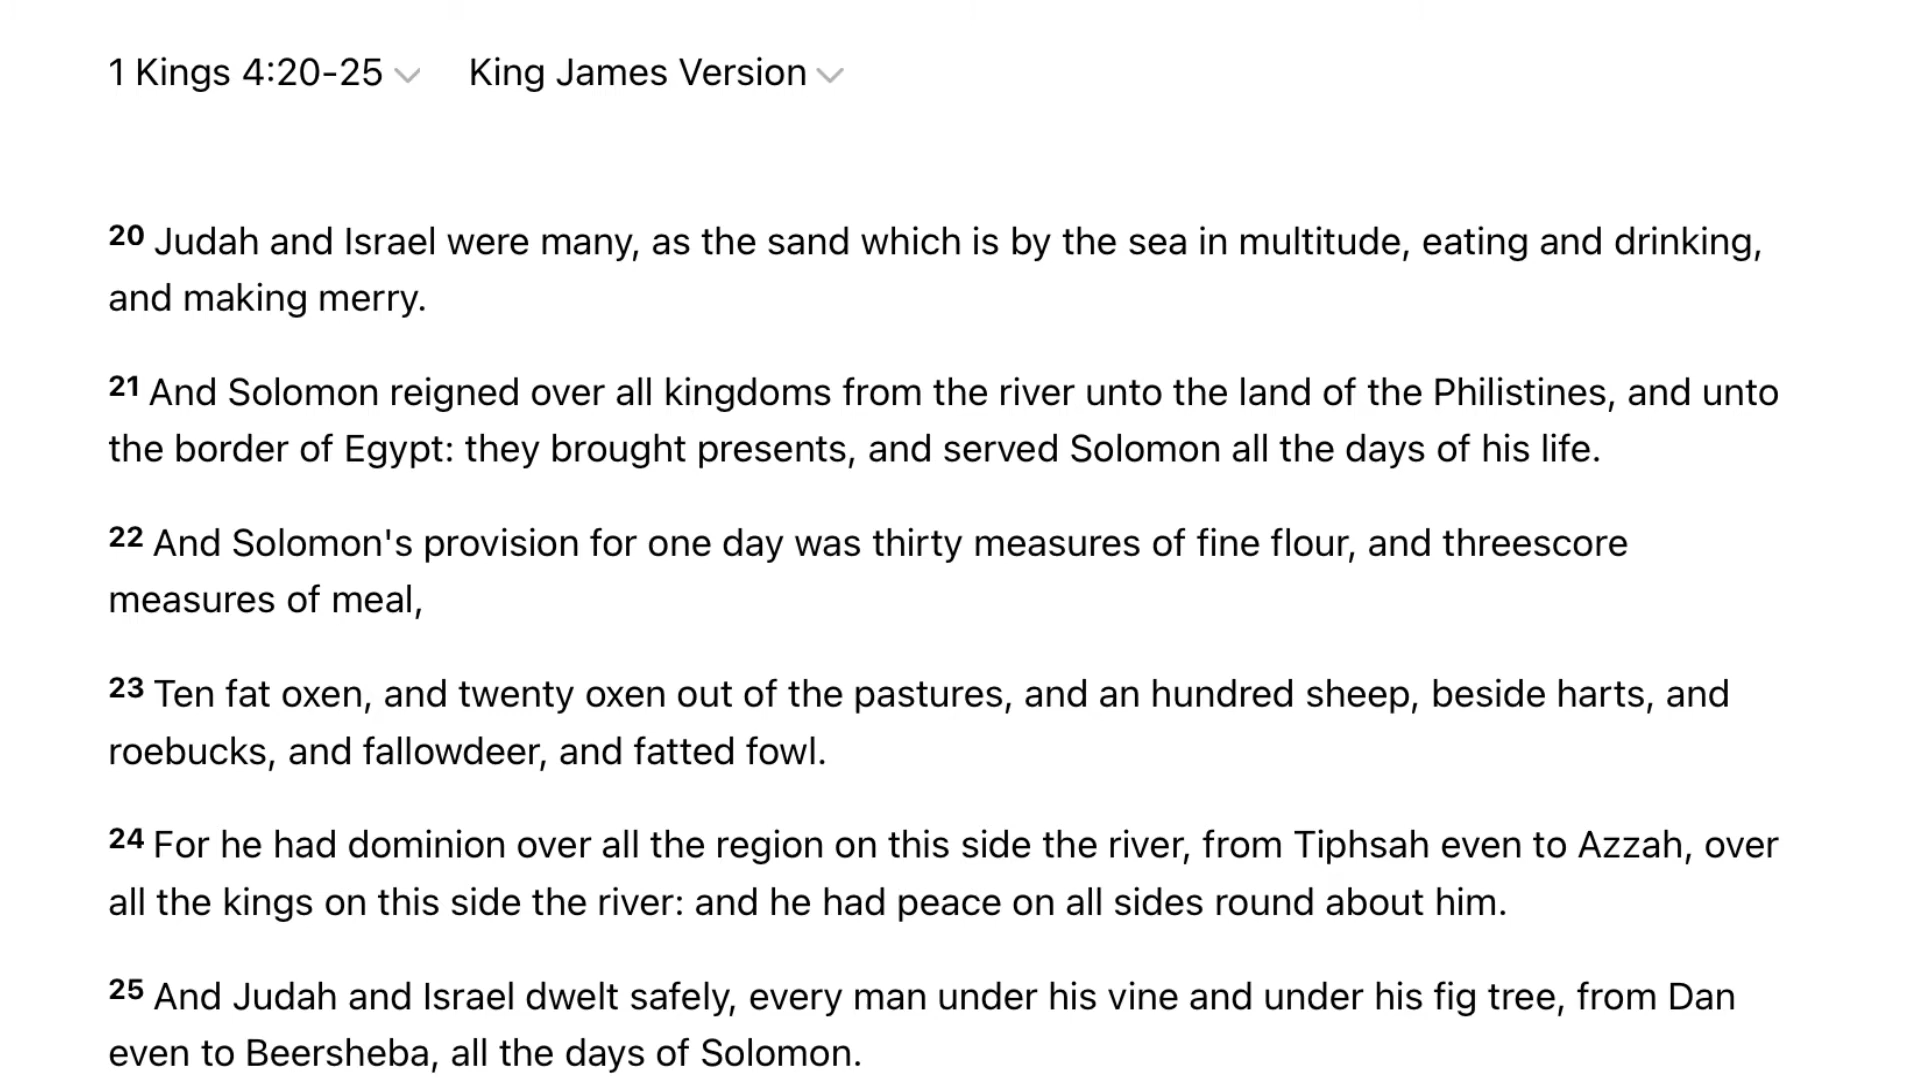 1 Kings 4:20-25 King James Version
20 Judah and Israel were many, as the sand which is by the sea in multitude, eating and drinking,
and making merry.
21 And Solomon reigned over all kingdoms from the river unto the land of the Philistines, and unto
the border of Egypt: they brought presents, and served Solomon all the days of his life.
22 And Solomon's provision for one day was thirty measures of fine flour, and threescore
measures of meal,
23 Ten fat oxen, and twenty oxen out of the pastures, and an hundred sheep, beside harts, and
roebucks, and fallowdeer, and fatted fowl.
24 For he had dominion over all the region on this side the river, from Tiphsah even to Azzah, over
all the kings on this side the river: and he had peace on all sides round about him.
25 And Judah and Israel dwelt safely, every man under his vine and under his fig tree, from Dan
even to Beersheba, all the days of Solomon.